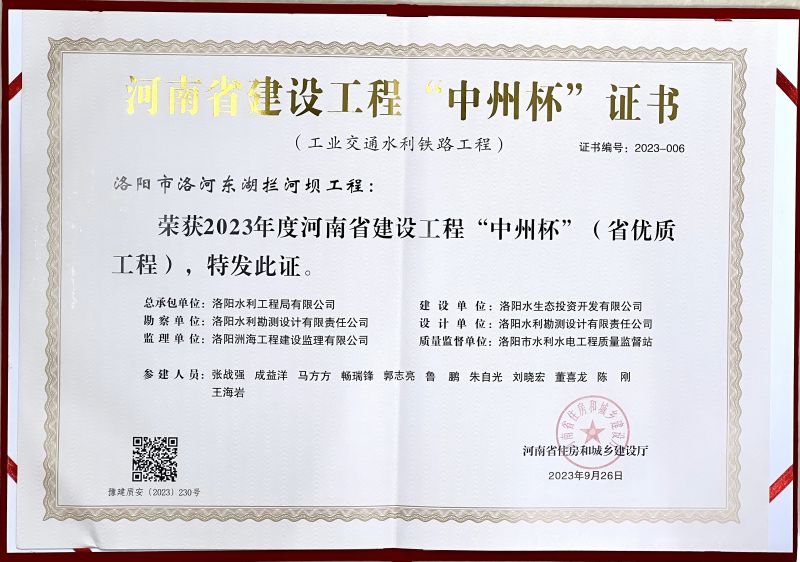 河南省建设工程“中州杯”证书
（工业交通水利铁路工程）
证书编号：2023-006
洛阳市洛河东湖拦河坝工程：
荣获2023年度河南省建设工程“中州杯”（省优质
工程），特发此证。
总承包单位：洛阳水利工程局有限公司
建设单位：洛阳水生态投资开发有限公司
勘察单位：洛阳水利勘测设计有限责任公司
设计单位：洛阳水利勘测设计有限责任公司
监理单位：洛阳洲海工程建设监理有限公司
质量监督单位：洛阳市水利水电工程质量监督站
参建人员：张战强 成益洋 马方方 畅瑞锋 郭志亮 鲁鹏 朱自光 刘晓宏 董喜龙 陈刚
王海岩
河南省住房和城乡建设厅
河南省住房和城乡建设厅
2023年9月26日
豫建质安〔2023〕230号